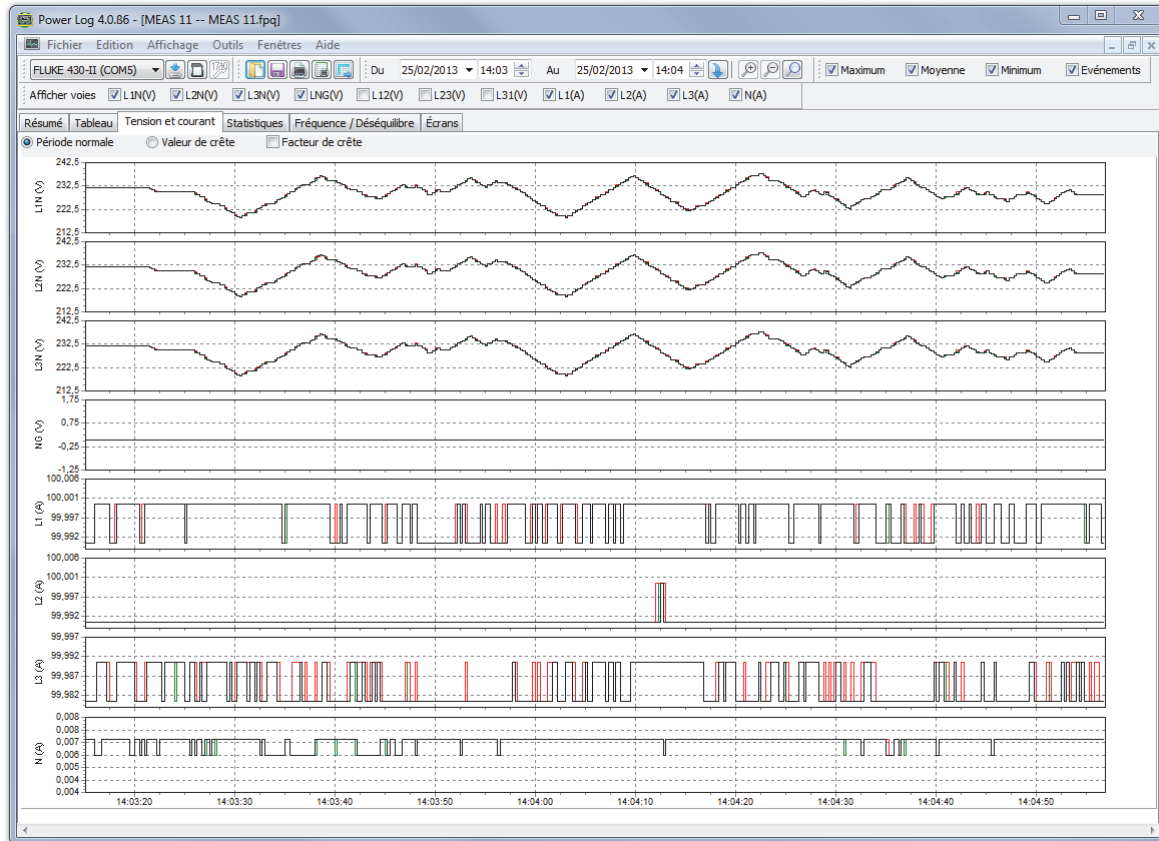 Power Log 4.0.86 - [MEAS 11 -- MEAS 11.fpq]
Fichier Edition Affichage Outils Fenêtres Aide
FLUKE 430-II (COM5) Du 25/02/2013 14:03 Au 25/02/2013 14:04 Maximum Moyenne Minimum Evénements
Afficher voies L1N(V) L2N(V) L3N(V) LNG(V) L12(V) L23(V) L31(V) L1(A) L2(A) L3(A) N(A)
Résumé Tableau Tension et courant Statistiques Fréquence / Déséquilibre Écrans
Période normale Valeur de crête Facteur de crête
L1N (V)
242,5
232,5
222,5
212,5
L2N (V)
242,5
232,5
222,5
212,5
L3N (V)
242,5
232,5
222,5
212,5
NG (V)
1,75
0,75
-0,25
-1,25
L1 (A)
100,006
100,001
99,997
99,992
L2 (A)
100,006
100,001
99,997
99,992
L3 (A)
99,997
99,992
99,987
99,982
N (A)
0,008
0,008
0,007
0,006
0,005
0,004
0,004
14:03:20 14:03:30 14:03:40 14:03:50 14:04:00 14:04:10 14:04:20 14:04:30 14:04:40 14:04:50